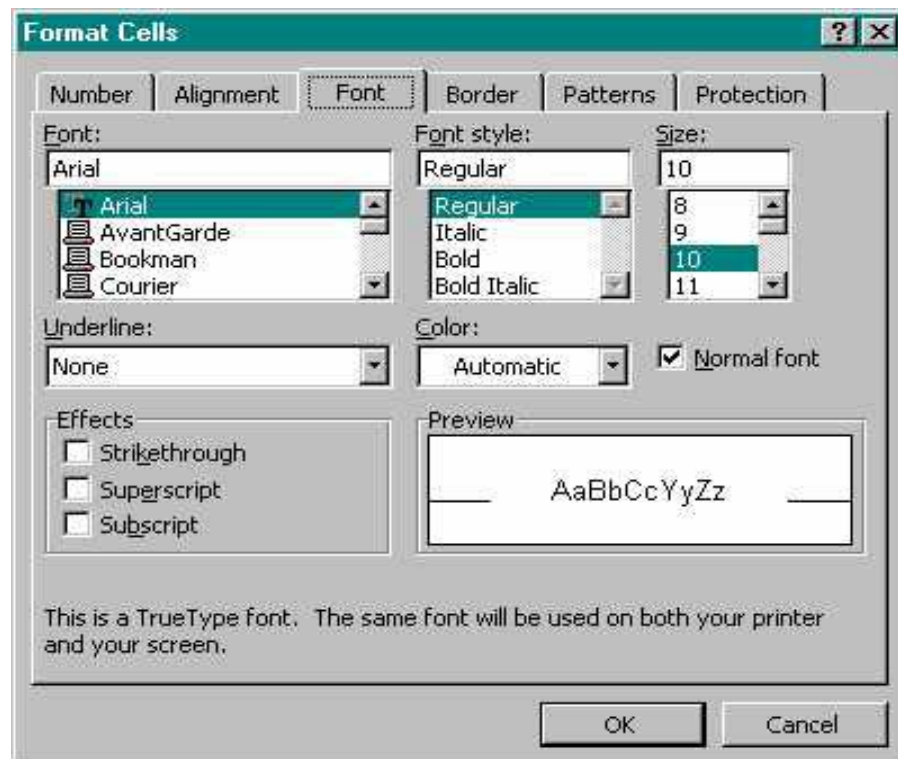 Format Cells
Number Alignment Font Border Patterns Protection
Font: Font style: Size:
Arial Regular 10
Arial Regular 8
AvantGarde Italic 9
Bookman Bold 10
Courier Bold Italic 11
Underline: Color:
None Automatic Normal font
Effects Preview
Strikethrough
Superscript AaBbCcYyZz
Subscript
This is a TrueType font. The same font will be used on both your printer
and your screen.
OK Cancel